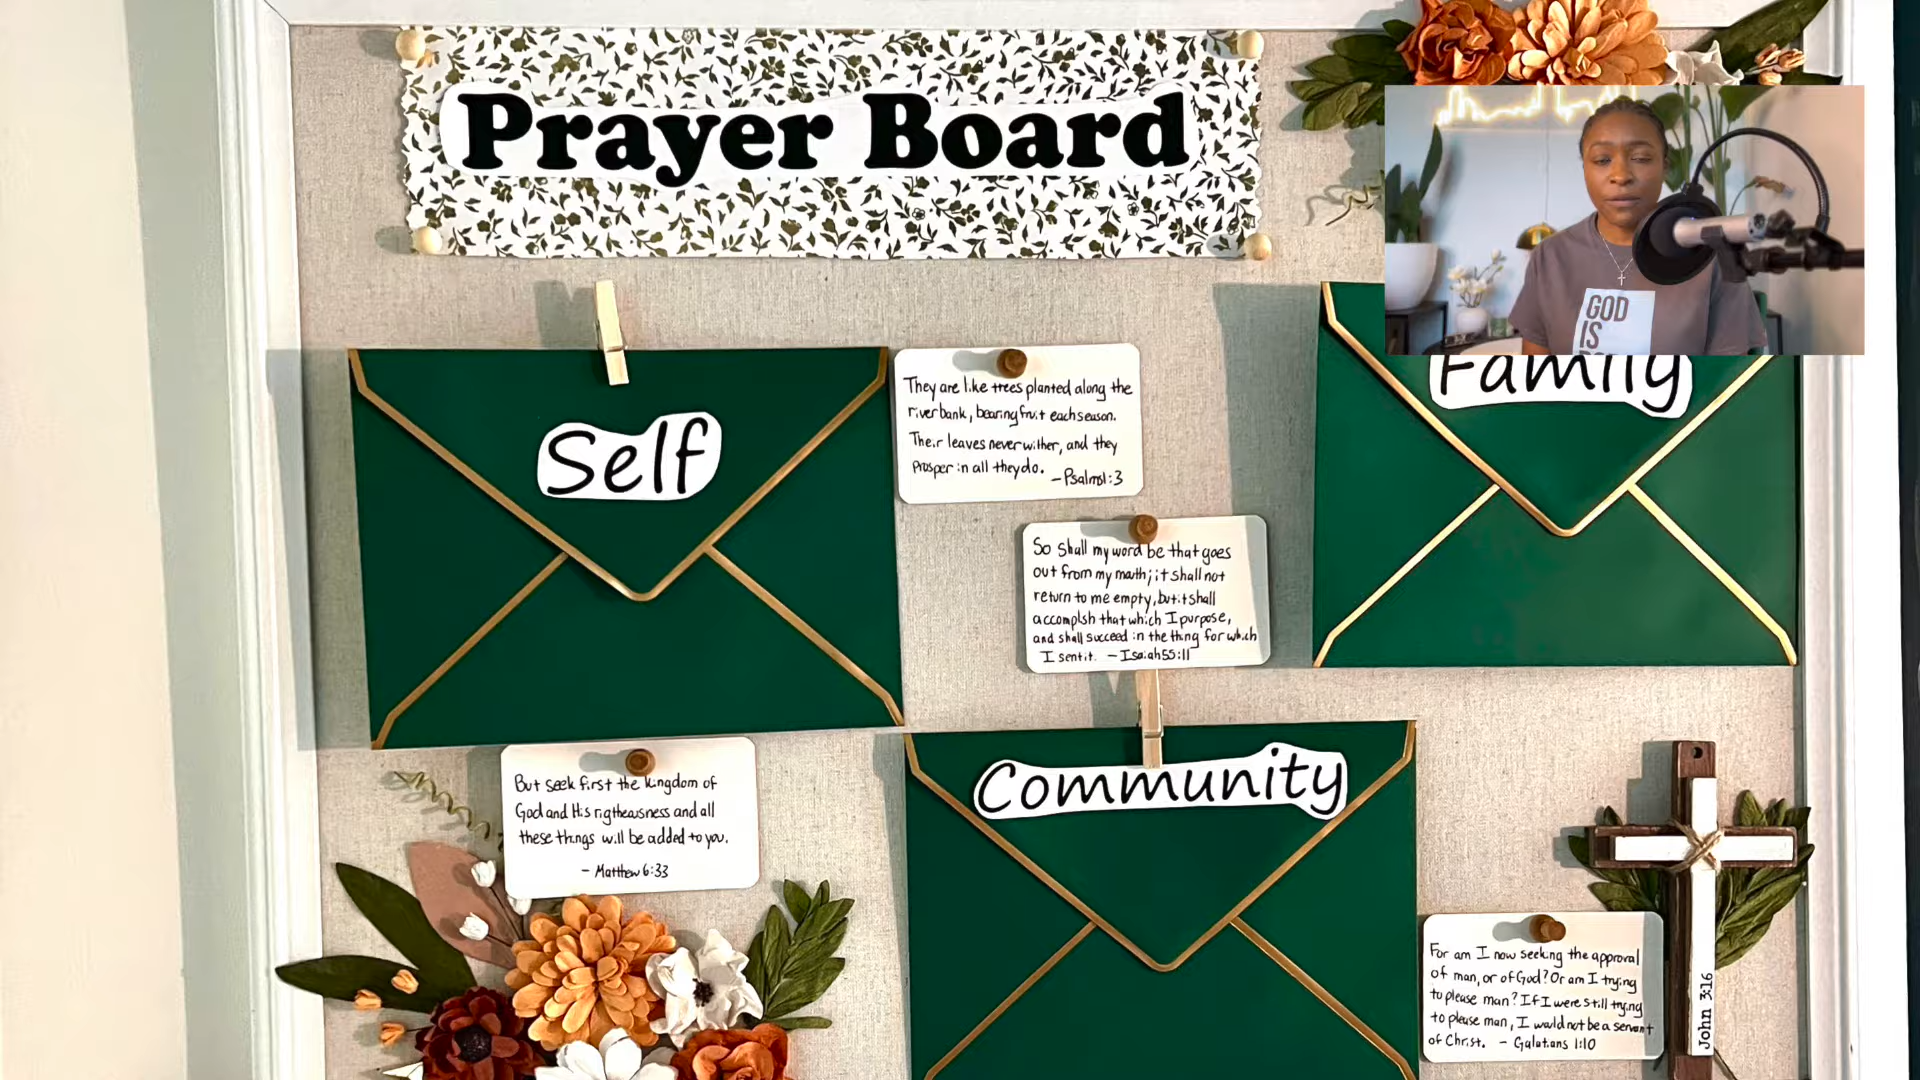 Prayer Board
GOD
IS
Family
Self
They are like trees planted along the
river bank, bearing fruit each season.
Their leaves never wither, and they
prosper in all they do.
-Psalm 1:3
So shall my word be that goes
out from my mouth; it shall not
return to me empty, but it shall
accomplsh that which I purpose,
and shall succeed in the thing for which
I sent it. -Isaiah 55:11
But seek first the kingdom of
God and His rigtheousness and all
these things will be added to you.
- Matthew 6:33
Community
For am I now seeking the approval
of man, or of God? Or am I trying
to please man? If I were still trying
to please man, I would not be a servant
of Christ. - Galatians 1:10
John 3:16